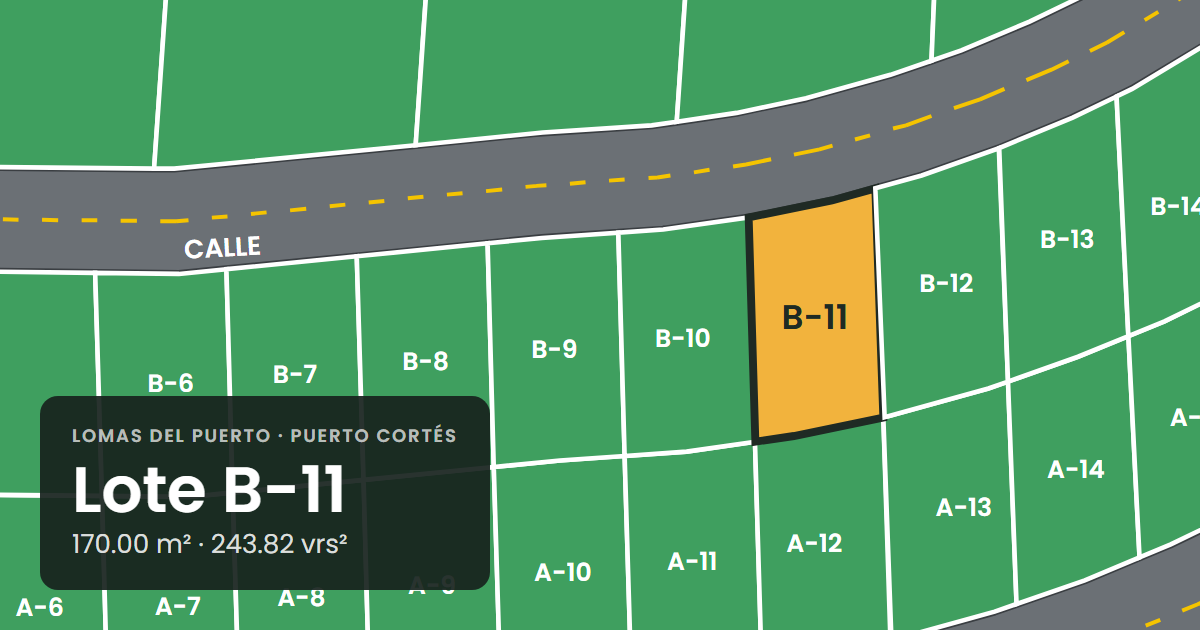 CALLE
B-14
B-13
B-12
B-11
B-10
B-9
B-8
B-7
B-6
LOMAS DEL PUERTO · PUERTO CORTÉS
Lote B-11
170.00 m² · 243.82 vrs²
A-
A-14
A-13
A-12
A-11
A-10
A-9
A-8
A-7
A-6